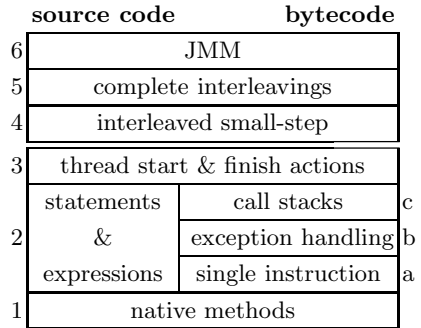 source code bytecode
6 JMM
5 complete interleavings
4 interleaved small-step
3 thread start & finish actions
statements call stacks c
2 & exception handling b
expressions single instruction a
1 native methods